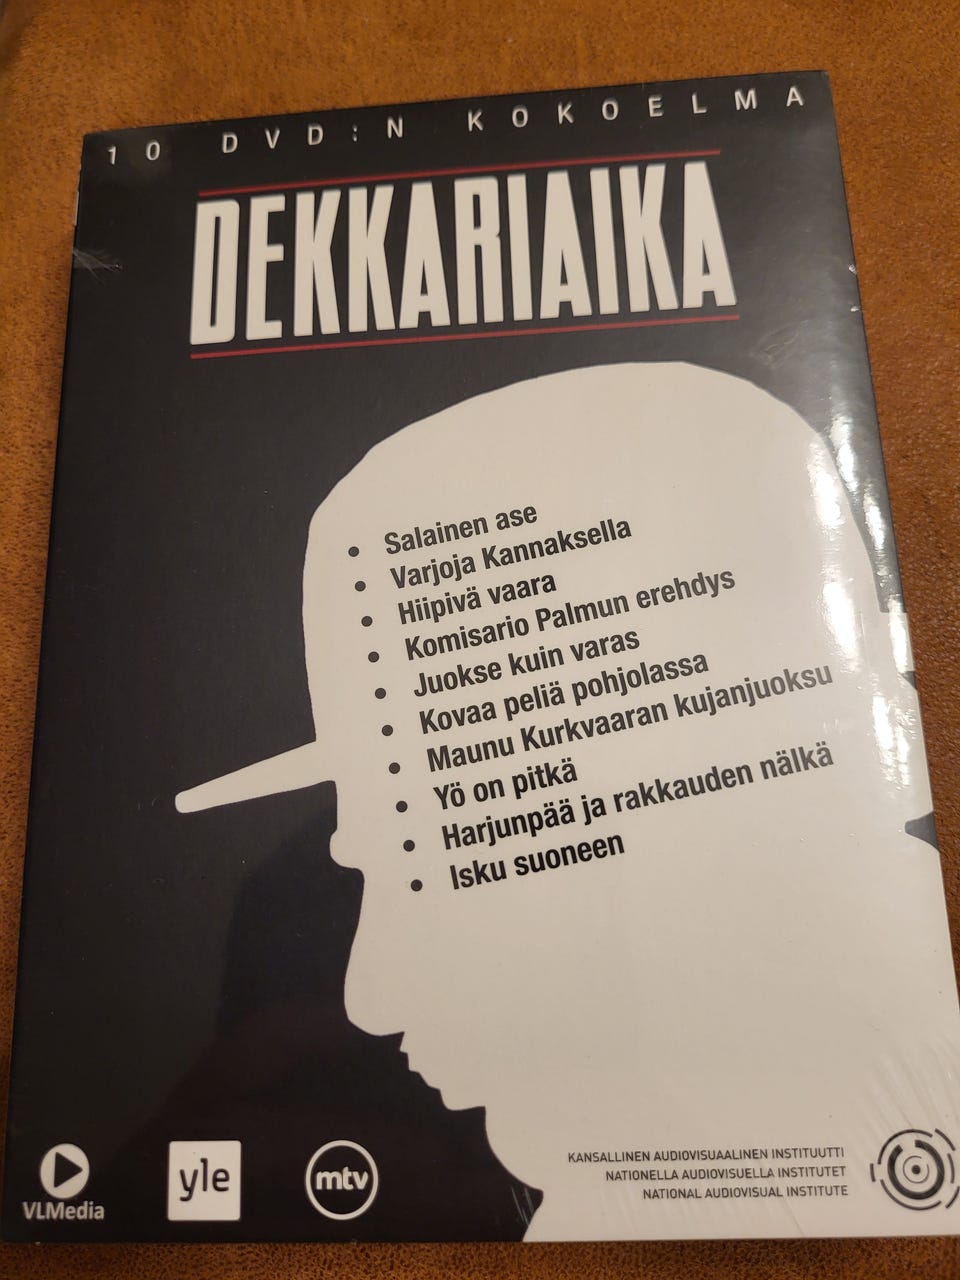 10 DVD:N KOKOELMA
DEKKARIAIKA
• Salainen ase
• Varjoja Kannaksella
• Hiipivä vaara
• Komisario Palmun erehdys
• Juokse kuin varas
• Kovaa peliä pohjolassa
• Maunu Kurkvaaran kujanjuoksu
• Yö on pitkä
• Harjunpää ja rakkauden nälkä
• Isku suoneen
VLMedia
yle
mtv
KANSALLINEN AUDIOVISUAALINEN INSTITUUTTI
NATIONELLA AUDIOVISUELLA INSTITUTET
NATIONAL AUDIOVISUAL INSTITUTE